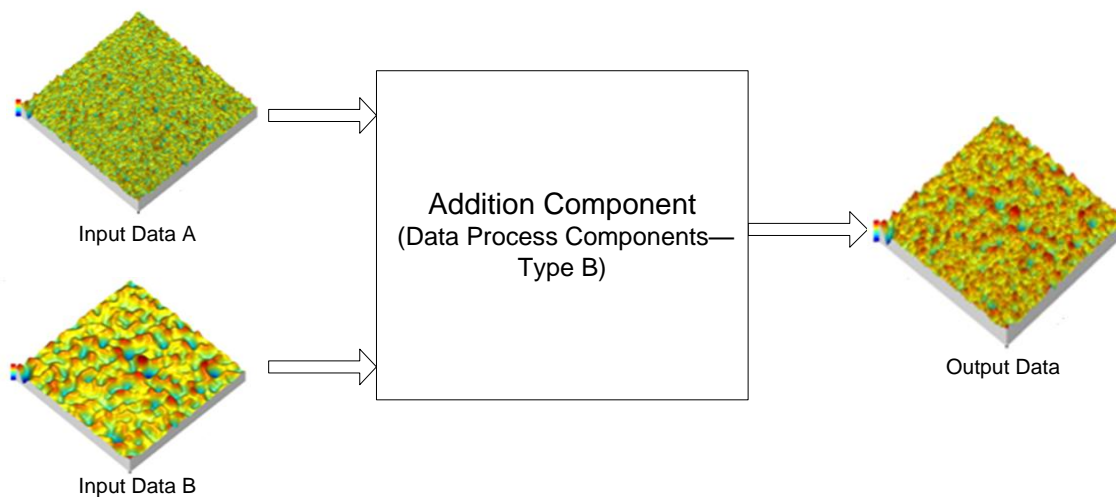 Input Data A
Addition Component
(Data Process Components—
Type B)
Output Data
Input Data B